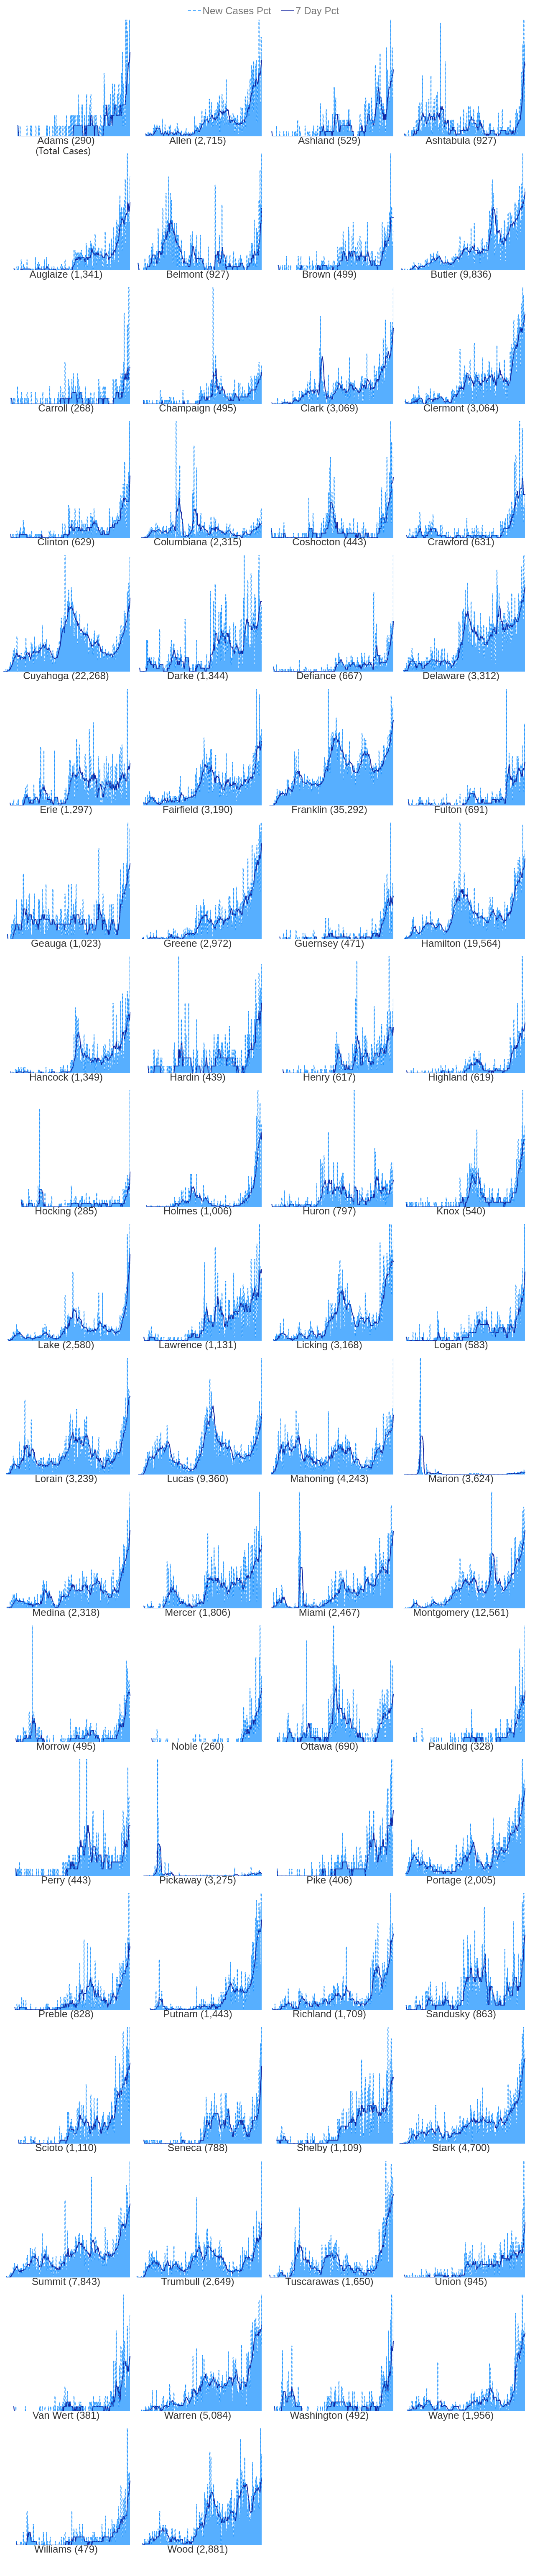 New Cases Pct 7 Day Pct
Adams (290) Allen (2,715) Ashland (529) Ashtabula (927)
(Total Cases)
Auglaize (1,341) Belmont (927) Brown (499) Butler (9,836)
Carroll (268) Champaign (495) Clark (3,069) Clermont (3,064)
Clinton (629) Columbiana (2,315) Coshocton (443) Crawford (631)
Cuyahoga (22,268) Darke (1,344) Defiance (667) Delaware (3,312)
Erie (1,297) Fairfield (3,190) Franklin (35,292) Fulton (691)
Geauga (1,023) Greene (2,972) Guernsey (471) Hamilton (19,564)
Hancock (1,349) Hardin (439) Henry (617) Highland (619)
Hocking (285) Holmes (1,006) Huron (797) Knox (540)
Lake (2,580) Lawrence (1,131) Licking (3,168) Logan (583)
Lorain (3,239) Lucas (9,360) Mahoning (4,243) Marion (3,624)
Medina (2,318) Mercer (1,806) Miami (2,467) Montgomery (12,561)
Morrow (495) Noble (260) Ottawa (690) Paulding (328)
Perry (443) Pickaway (3,275) Pike (406) Portage (2,005)
Preble (828) Putnam (1,443) Richland (1,709) Sandusky (863)
Scioto (1,110) Seneca (788) Shelby (1,109) Stark (4,700)
Summit (7,843) Trumbull (2,649) Tuscarawas (1,650) Union (945)
Van Wert (381) Warren (5,084) Washington (492) Wayne (1,956)
Williams (479) Wood (2,881)